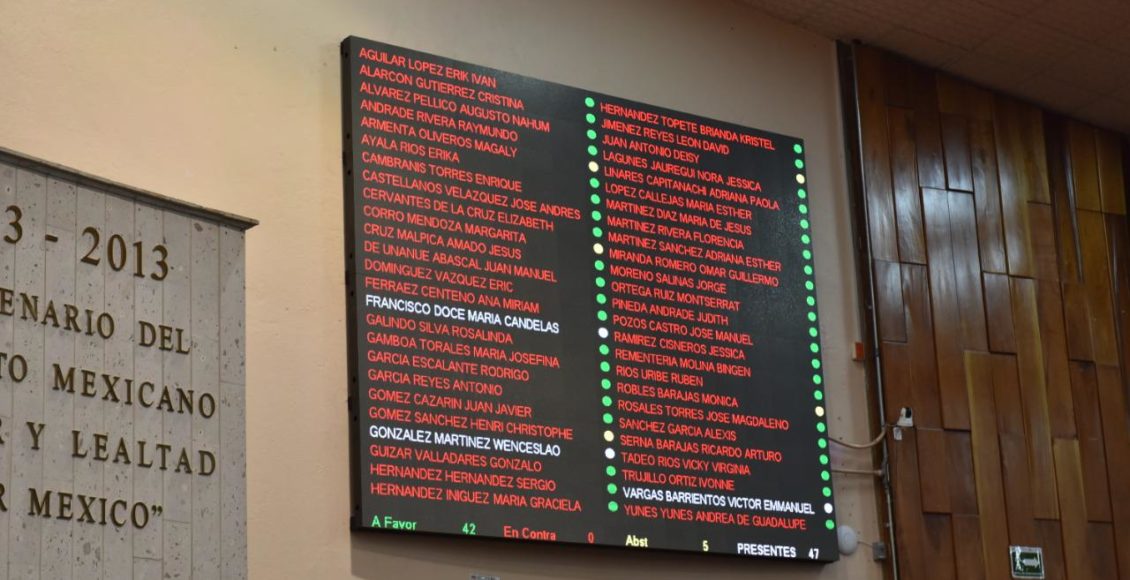 3 - 2013
ENARIO DEL
TO MEXICANO
Y LEALTAD
R MEXICO”
AGUILAR LOPEZ ERIK IVAN
ALARCON GUTIERREZ CRISTINA
ALVAREZ PELLICO AUGUSTO NAHUM
ANDRADE RIVERA RAYMUNDO
ARMENTA OLIVEROS MAGALY
AYALA RIOS ERIKA
CAMBRANIS TORRES ENRIQUE
CASTELLANOS VELAZQUEZ JOSE ANDRES
CERVANTES DE LA CRUZ ELIZABETH
CORRO MENDOZA MARGARITA
CRUZ MALPICA AMADO JESUS
DE UNANUE ABASCAL JUAN MANUEL
DOMINGUEZ VAZQUEZ ERIC
FERRAEZ CENTENO ANA MIRIAM
FRANCISCO DOCE MARIA CANDELAS
GALINDO SILVA ROSALINDA
GAMBOA TORALES MARIA JOSEFINA
GARCIA ESCALANTE RODRIGO
GARCIA REYES ANTONIO
GOMEZ CAZARIN JUAN JAVIER
GOMEZ SANCHEZ HENRI CHRISTOPHE
GONZALEZ MARTINEZ WENCESLAO
GUIZAR VALLADARES GONZALO
HERNANDEZ HERNANDEZ SERGIO
HERNANDEZ INIGUEZ MARIA GRACIELA
HERNANDEZ TOPETE BRIANDA KRISTEL
JIMENEZ REYES LEON DAVID
JUAN ANTONIO DEISY
LAGUNES JAUREGUI NORA JESSICA
LINARES CAPITANACHI ADRIANA PAOLA
LOPEZ CALLEJAS MARIA ESTHER
MARTINEZ DIAZ MARIA DE JESUS
MARTINEZ RIVERA FLORENCIA
MARTINEZ SANCHEZ ADRIANA ESTHER
MIRANDA ROMERO OMAR GUILLERMO
MORENO SALINAS JORGE
ORTEGA RUIZ MONTSERRAT
PINEDA ANDRADE JUDITH
POZOS CASTRO JOSE MANUEL
RAMIREZ CISNEROS JESSICA
REMENTERIA MOLINA BINGEN
RIOS URIBE RUBEN
ROBLES BARAJAS MONICA
ROSALES TORRES JOSE MAGDALENO
SANCHEZ GARCIA ALEXIS
SERNA BARAJAS RICARDO ARTURO
TADEO RIOS VICKY VIRGINIA
TRUJILLO ORTIZ IVONNE
VARGAS BARRIENTOS VICTOR EMMANUEL
YUNES YUNES ANDREA DE GUADALUPE
A Favor 42 En Contra 0 Abst 5 PRESENTES 47